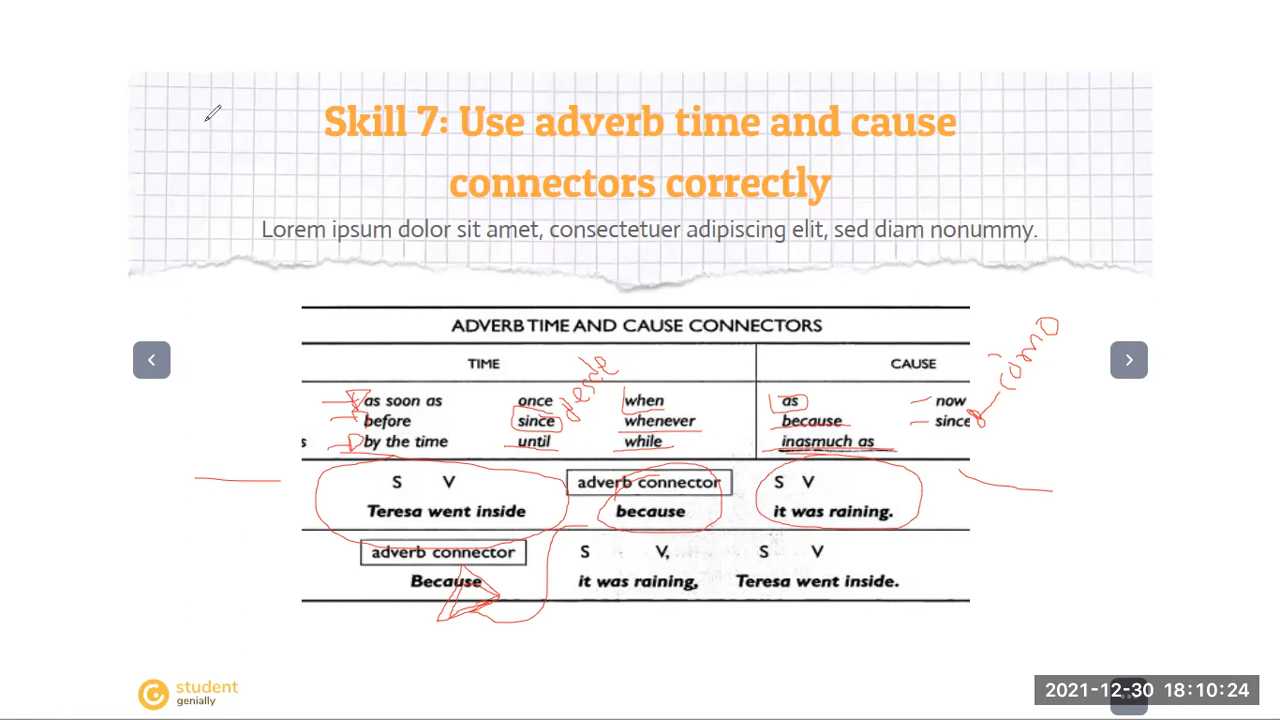 Skill 7: Use adverb time and cause
connectors correctly
Lorem ipsum dolor sit amet, consectetuer adipiscing elit, sed diam nonummy.
ADVERB TIME AND CAUSE CONNECTORS
TIME CAUSE
as soon as once desde when as now como
before since whenever because since
s by the time until while inasmuch as
S V adverb connector S V
Teresa went inside because it was raining.
adverb connector S V, S V
Because it was raining, Teresa went inside.
student
genially
2021-12-30 18:10:24